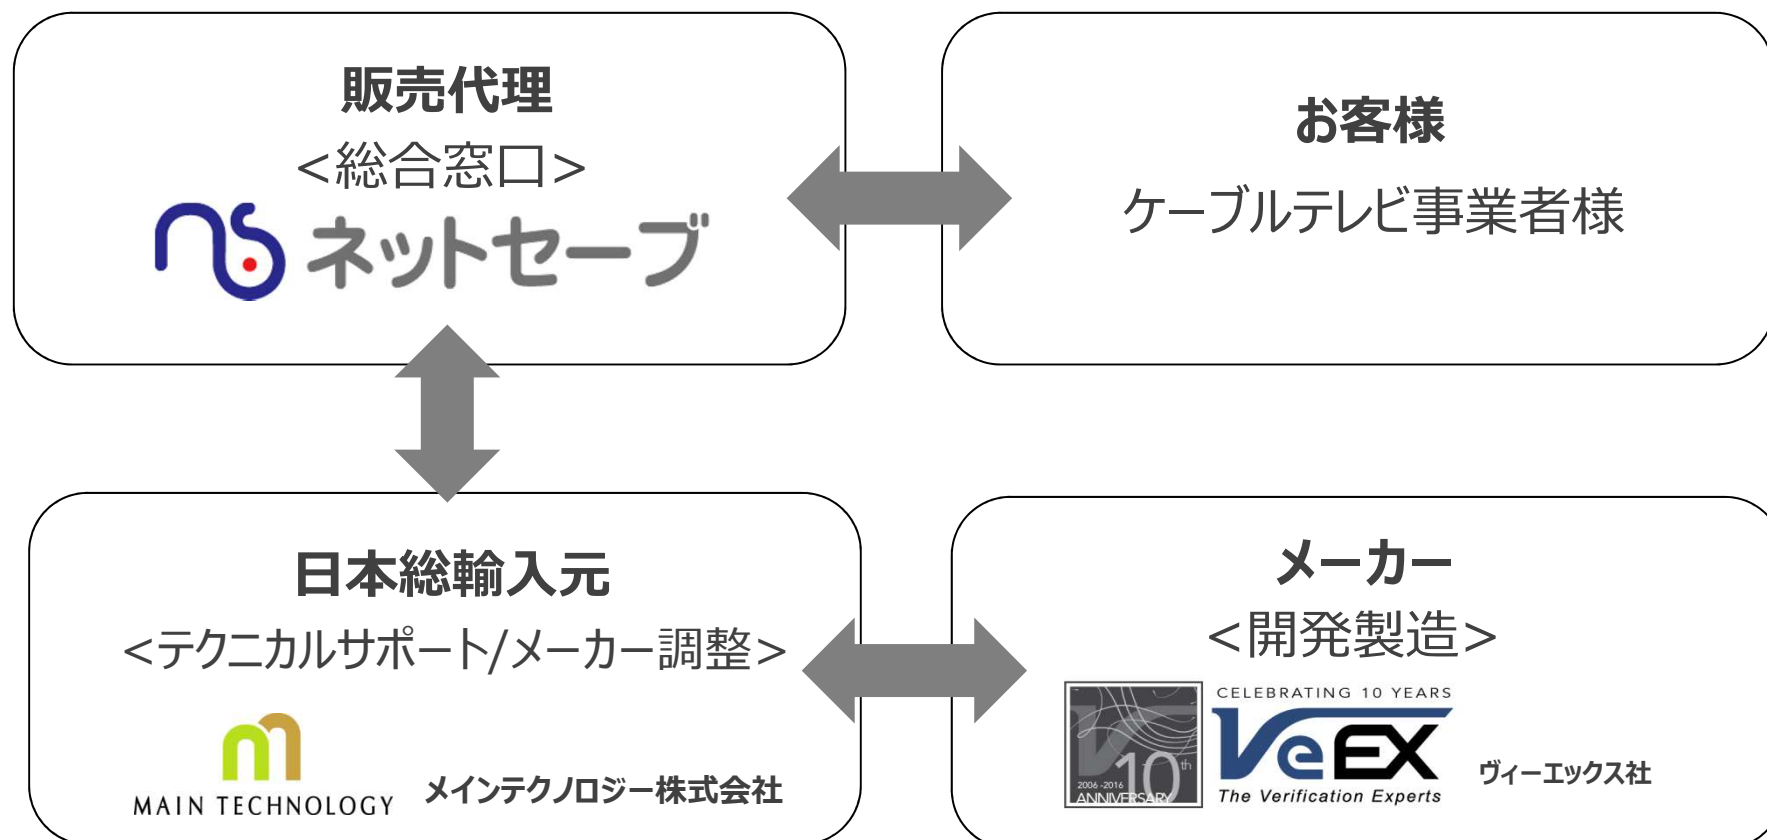 販売代理
<総合窓口>
ネットセーブ
お客様
ケーブルテレビ事業者様
日本総輸入元
<テクニカルサポート/メーカー調整>
MAIN TECHNOLOGY
メインテクノロジー株式会社
メーカー
<開発製造>
CELEBRATING 10 YEARS
VeEX
The Verification Experts
10th
2006 -2016
ANNIVERSARY
ヴィーエックス社